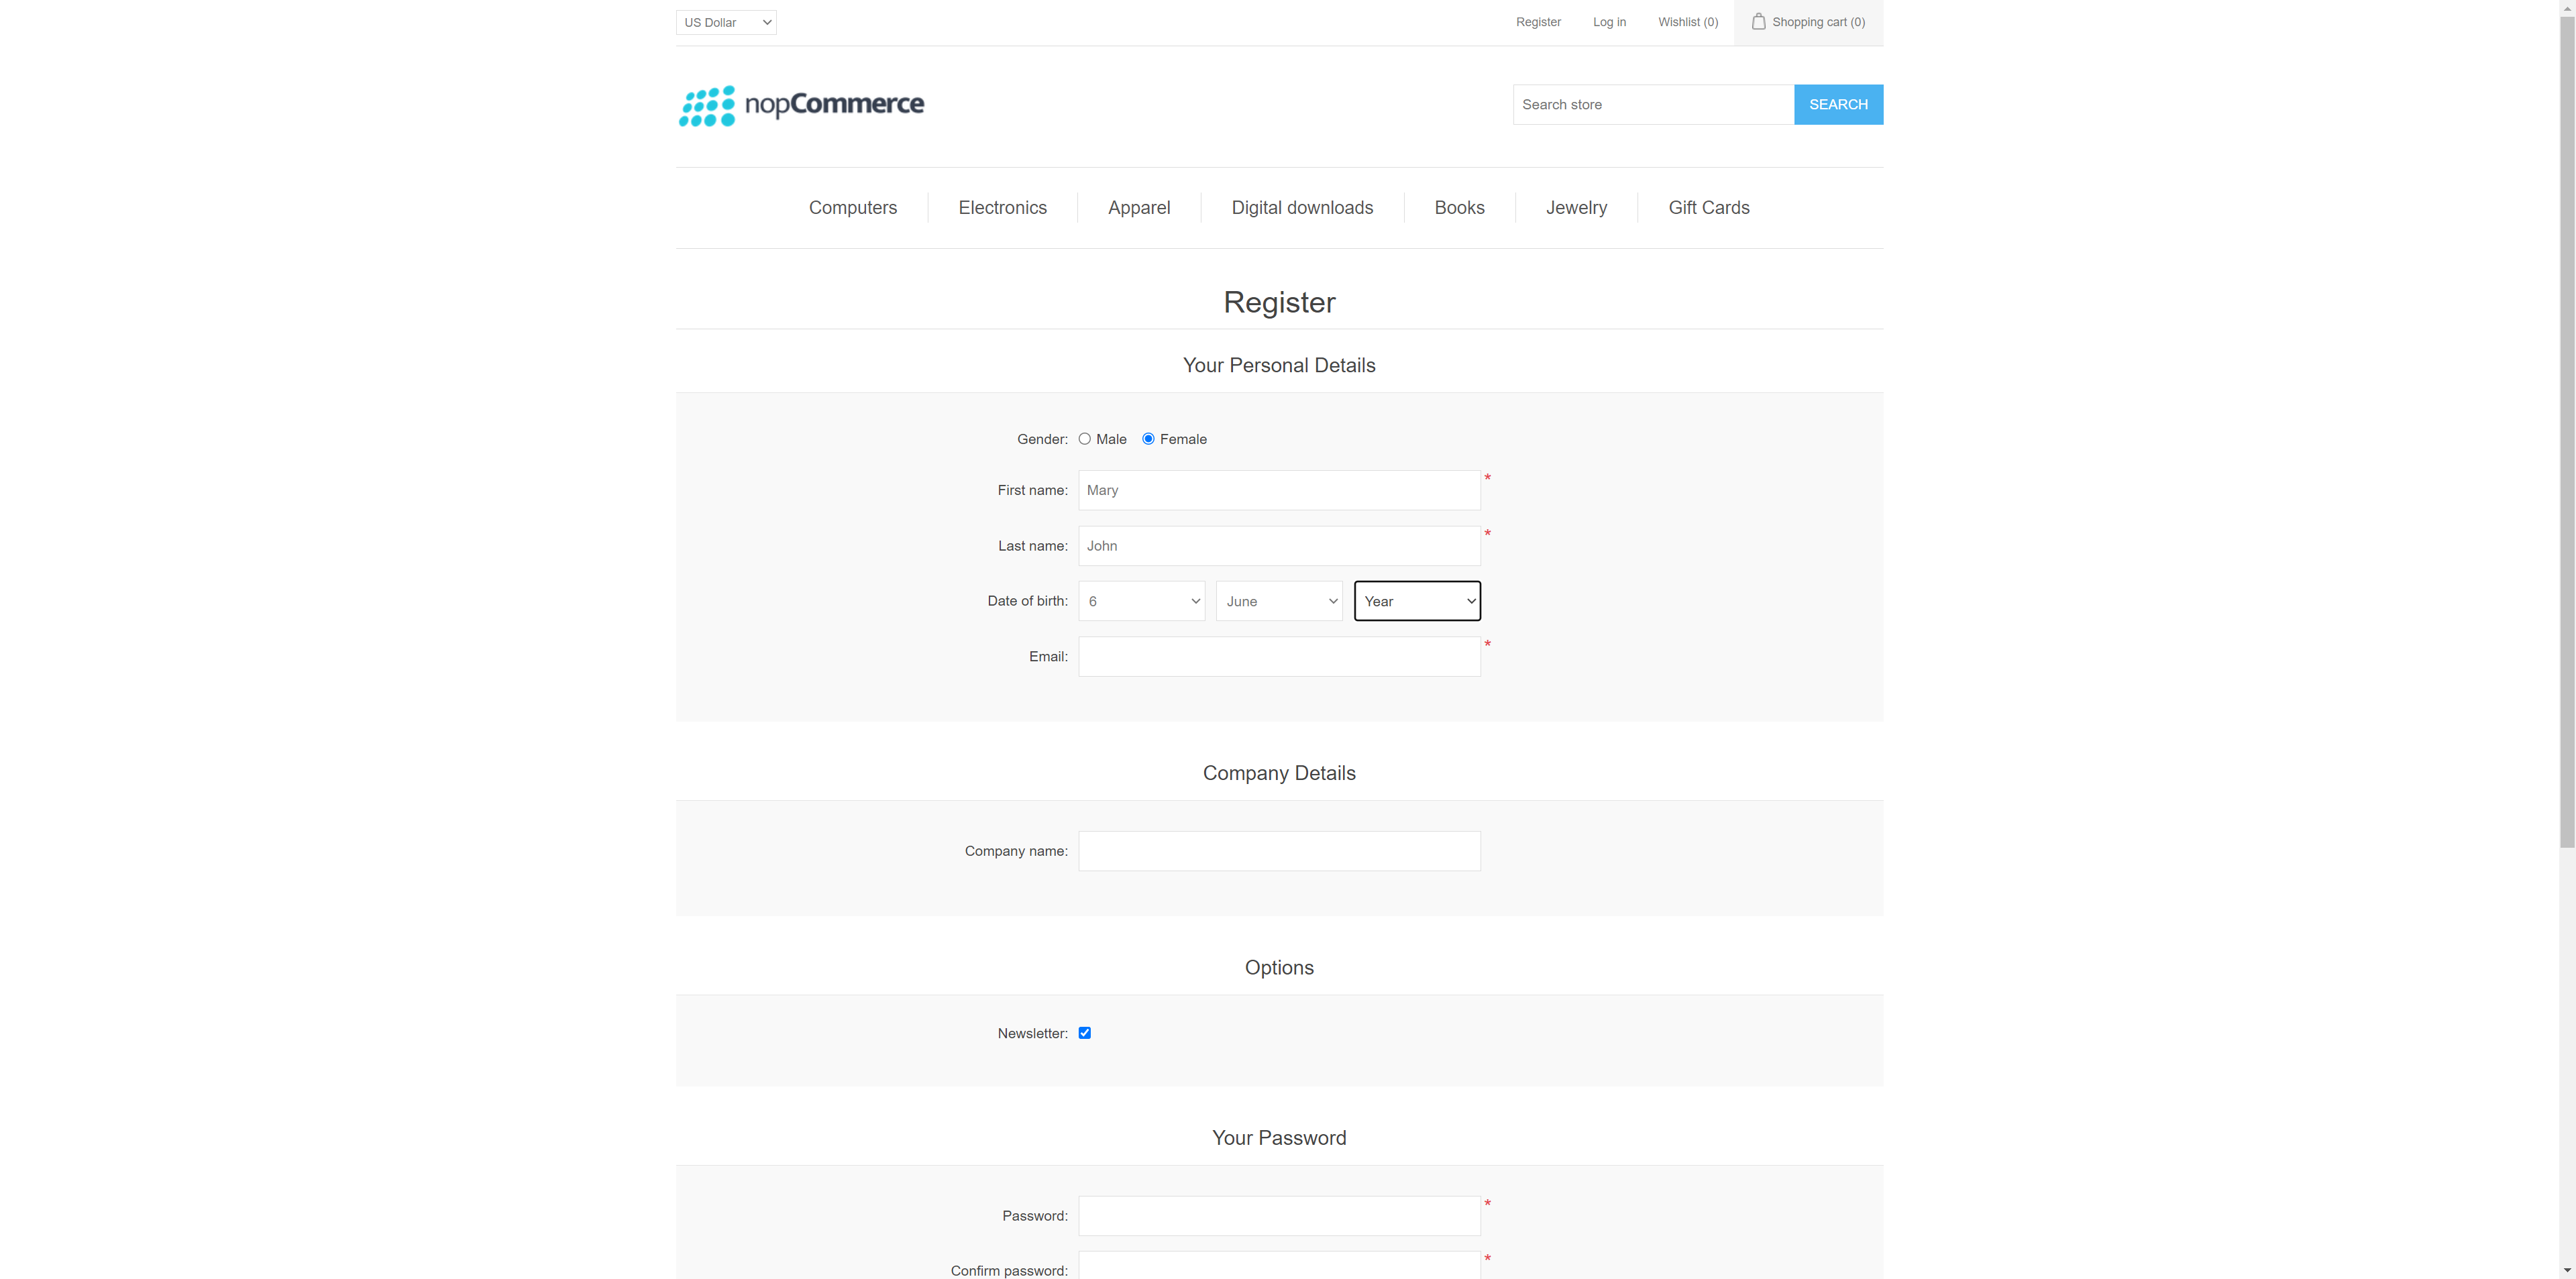 US Dollar Register Log in Wishlist (0) Shopping cart (0)
nopCommerce Search store SEARCH
Computers Electronics Apparel Digital downloads Books Jewelry Gift Cards
Register
Your Personal Details
Gender: Male Female
First name: Mary *
Last name: John *
Date of birth: 6 June Year
Email: *
Company Details
Company name:
Options
Newsletter:
Your Password
Password: *
Confirm password: *